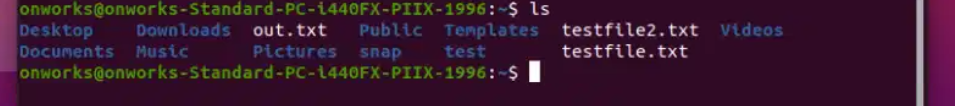 onworks@onworks-Standard-PC-i440FX-PIIX-1996:~$ ls
Desktop Downloads out.txt Public Templates testfile2.txt Videos
Documents Music Pictures snap test testfile.txt
onworks@onworks-Standard-PC-i440FX-PIIX-1996:~$